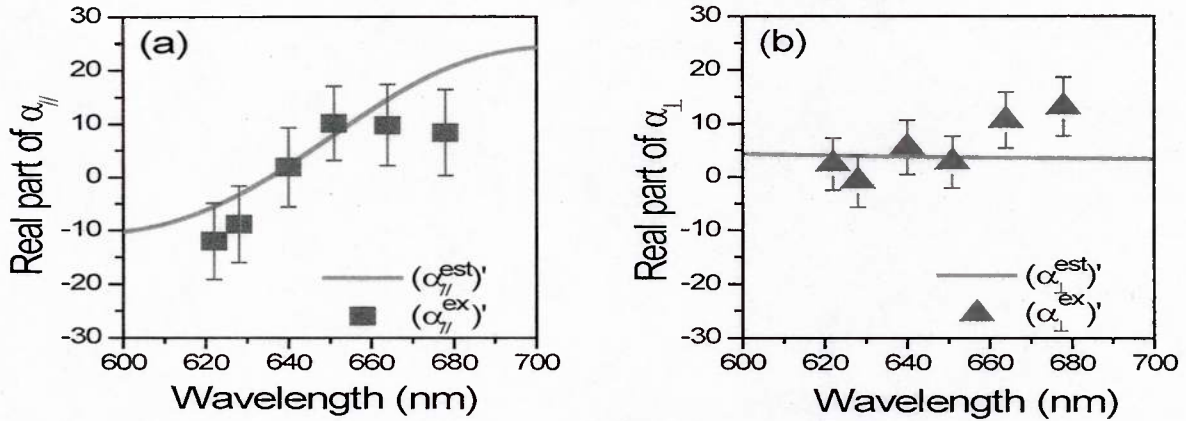 (a)
Real part of α//
30
20
10
0
-10
-20
-30
600 620 640 660 680 700
Wavelength (nm)
(α//^est)'
(α//^ex)'
(b)
Real part of α⊥
30
20
10
0
-10
-20
-30
600 620 640 660 680 700
Wavelength (nm)
(α⊥^est)'
(α⊥^ex)'